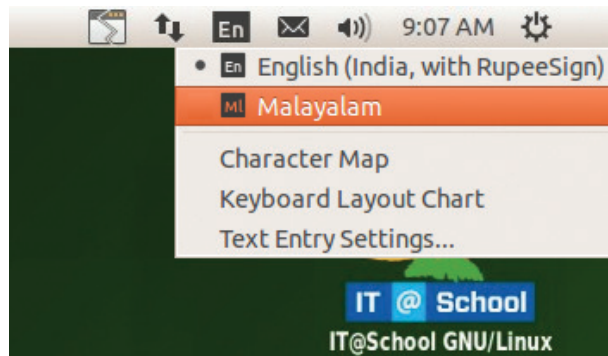 En 9:07 AM
En English (India, with RupeeSign)
Ml Malayalam
Character Map
Keyboard Layout Chart
Text Entry Settings...
IT @ School
IT@School GNU/Linux